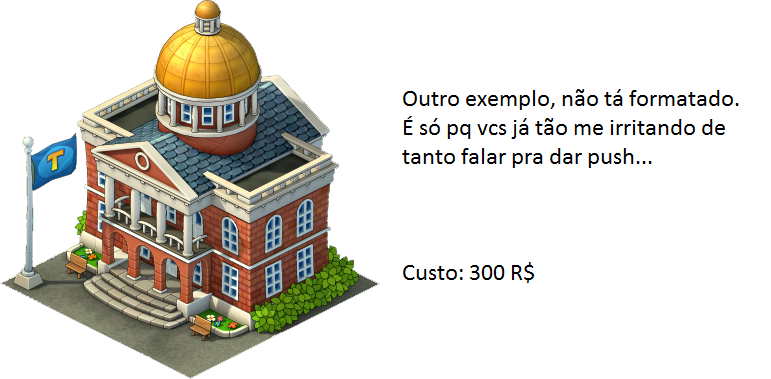 T
Outro exemplo, não tá formatado.
É só pq vcs já tão me irritando de
tanto falar pra dar push...
Custo: 300 R$